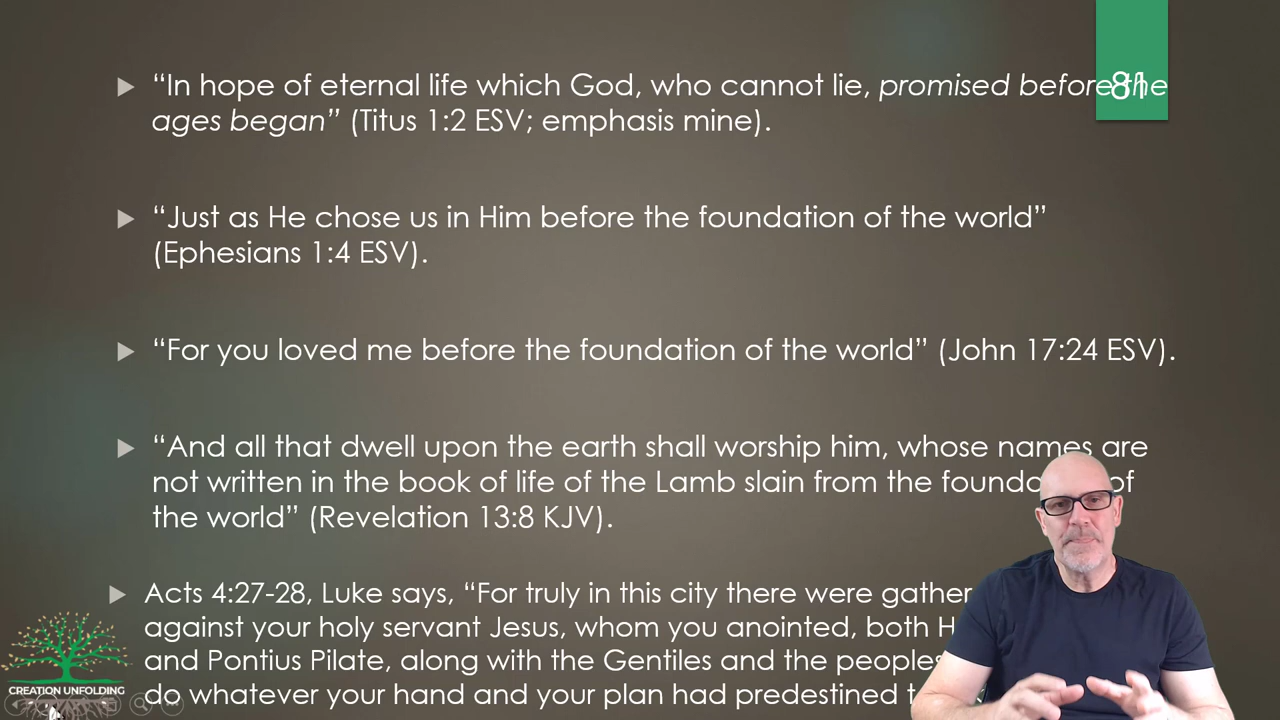 81
“In hope of eternal life which God, who cannot lie, promised before the
ages began” (Titus 1:2 ESV; emphasis mine).
“Just as He chose us in Him before the foundation of the world”
(Ephesians 1:4 ESV).
“For you loved me before the foundation of the world” (John 17:24 ESV).
“And all that dwell upon the earth shall worship him, whose names are
not written in the book of life of the Lamb slain from the of
the world” (Revelation 13:8 KJV).
Acts 4:27-28, Luke says, “For truly in this city there were
against your holy servant Jesus, whom you anointed, both
and Pontius Pilate, along with the Gentiles and the peoples
do whatever your hand and your plan had predestined
CREATION UNFOLDING